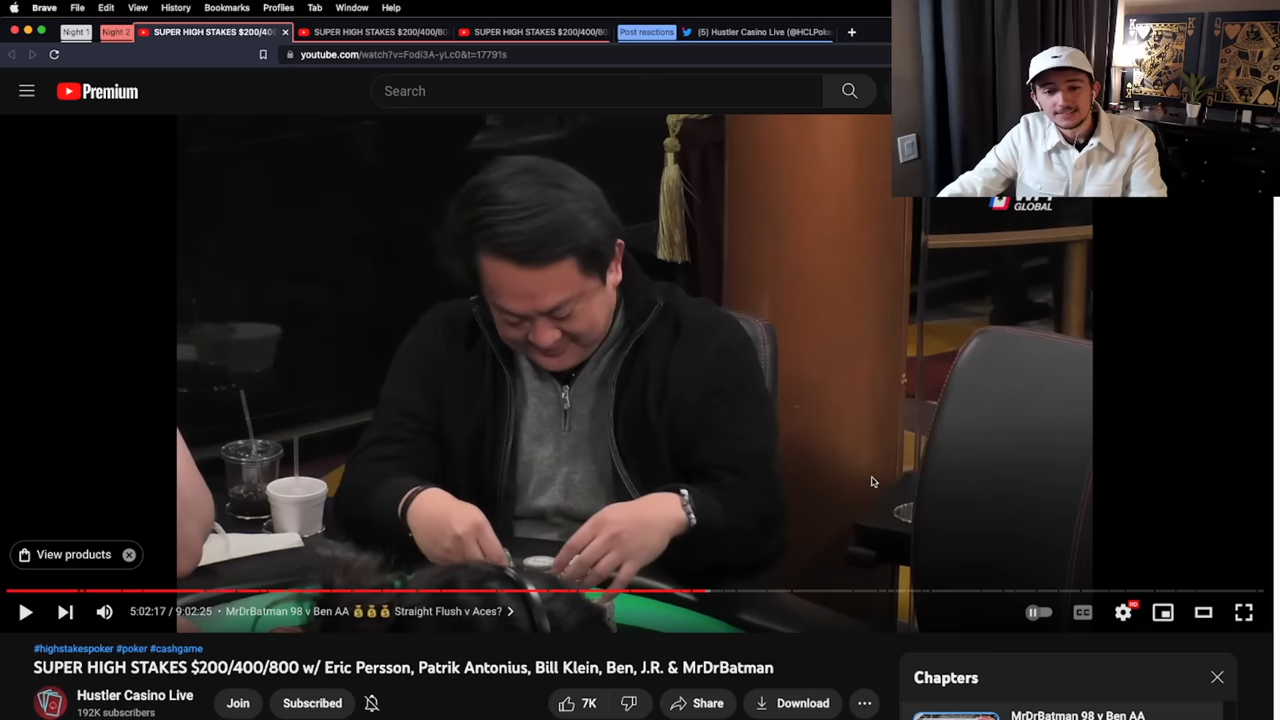 Brave File Edit View History Bookmarks Profiles Tab Window Help
Night 1 Night 2 SUPER HIGH STAKES $200/40 SUPER HIGH STAKES $200/400/80 SUPER HIGH STAKES $200/400/80 Post reactions (5) Hustler Casino Live (@HCLPoke
youtube.com/watch?v=Fodi3A-yLc0&t=17791s
Premium
Search
GLOBAL
View products
5:02:17 / 9:02:25 • MrDrBatman 98 v Ben AA 💰💰💰 Straight Flush v Aces?
CC HD
#highstakespoker #poker #cashgame
SUPER HIGH STAKES $200/400/800 w/ Eric Persson, Patrik Antonius, Bill Klein, Ben, J.R. & MrDrBatman
Chapters
Hustler Casino Live
192K subscribers
Join
Subscribed
7K
Share
Download
MrDrBatman 98 v Ben AA